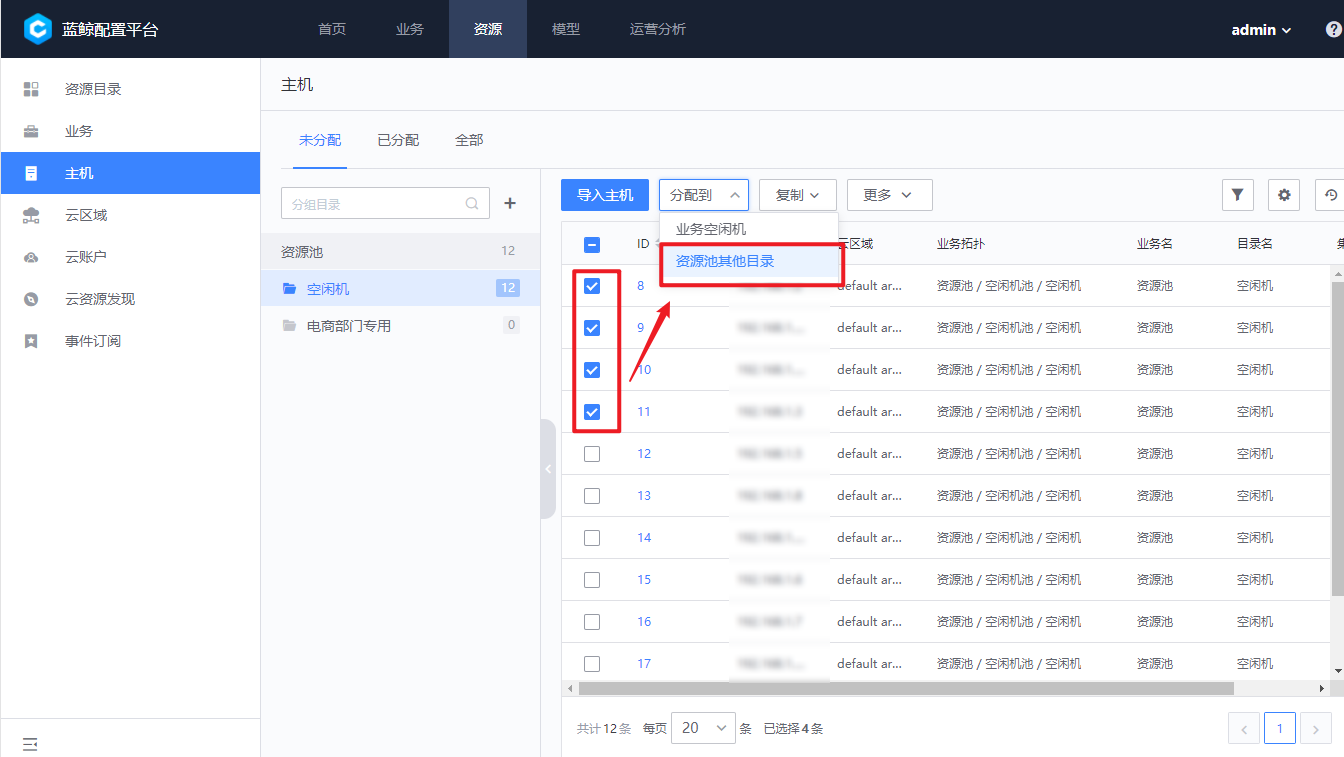 蓝鲸配置平台 首页 业务 资源 模型 运营分析 admin
资源目录
业务
主机
云区域
云账户
云资源发现
事件订阅
主机
未分配 已分配 全部
分组目录
资源池 12
空闲机 12
电商部门专用 0
导入主机 分配到 复制 更多
业务空闲机
资源池其他目录
ID 云区域 业务拓扑 业务名 目录名
8 default ar... 资源池 / 空闲机池 / 空闲机 资源池 空闲机
9 default ar... 资源池 / 空闲机池 / 空闲机 资源池 空闲机
10 default ar... 资源池 / 空闲机池 / 空闲机 资源池 空闲机
11 default ar... 资源池 / 空闲机池 / 空闲机 资源池 空闲机
12 default ar... 资源池 / 空闲机池 / 空闲机 资源池 空闲机
13 default ar... 资源池 / 空闲机池 / 空闲机 资源池 空闲机
14 default ar... 资源池 / 空闲机池 / 空闲机 资源池 空闲机
15 default ar... 资源池 / 空闲机池 / 空闲机 资源池 空闲机
16 default ar... 资源池 / 空闲机池 / 空闲机 资源池 空闲机
17 default ar... 资源池 / 空闲机池 / 空闲机 资源池 空闲机
共计 12 条 每页 20 条 已选择 4 条 1